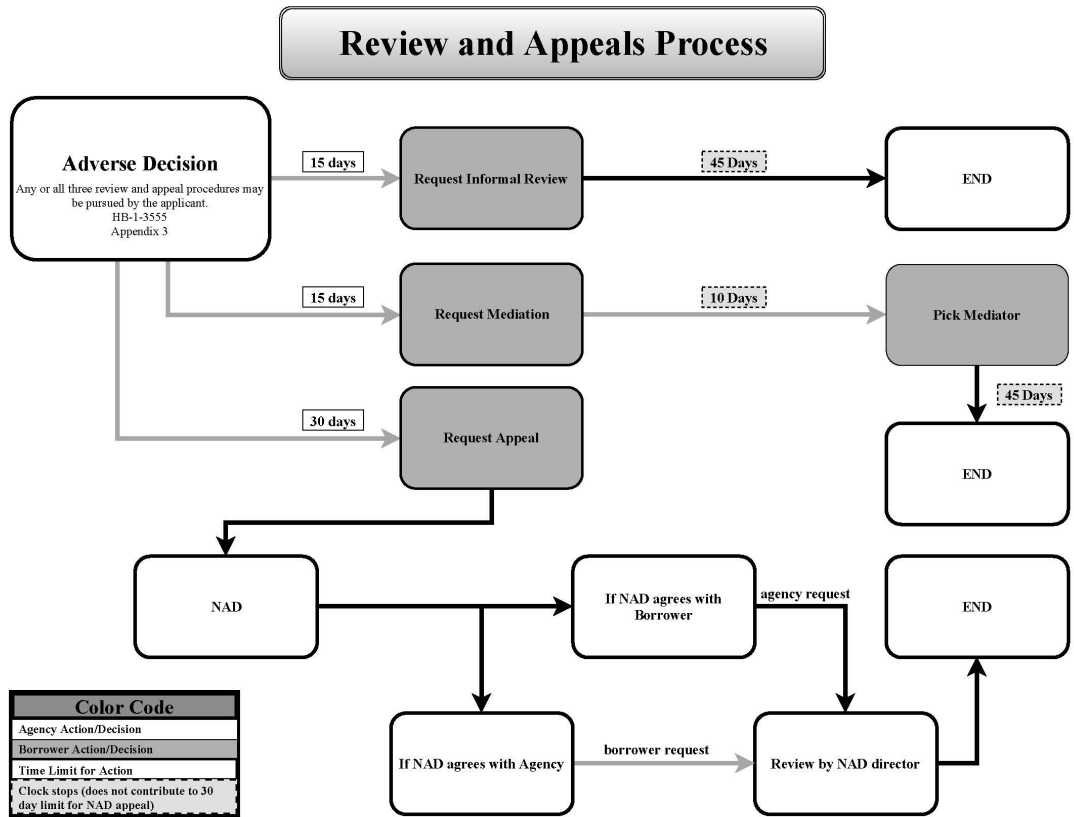 Review and Appeals Process
Adverse Decision
Any or all three review and appeal procedures may
be pursued by the applicant.
HB-1-3555
Appendix 3
15 days
Request Informal Review
45 Days
END
15 days
Request Mediation
10 Days
Pick Mediator
45 Days
END
30 days
Request Appeal
NAD
If NAD agrees with
Borrower
agency request
END
If NAD agrees with Agency
borrower request
Review by NAD director
Color Code
Agency Action/Decision
Borrower Action/Decision
Time Limit for Action
Clock stops (does not contribute to 30
day limit for NAD appeal)